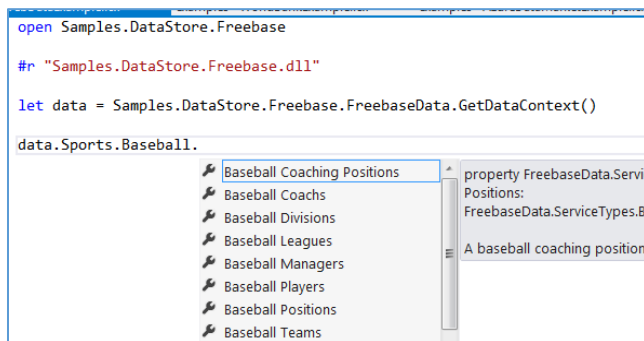 open Samples.DataStore.Freebase
#r "Samples.DataStore.Freebase.dll"
let data = Samples.DataStore.Freebase.FreebaseData.GetDataContext()
data.Sports.Baseball.
Baseball Coaching Positions
Baseball Coachs
Baseball Divisions
Baseball Leagues
Baseball Managers
Baseball Players
Baseball Positions
Baseball Teams
property FreebaseData.Servi
Positions:
FreebaseData.ServiceTypes.B
A baseball coaching position